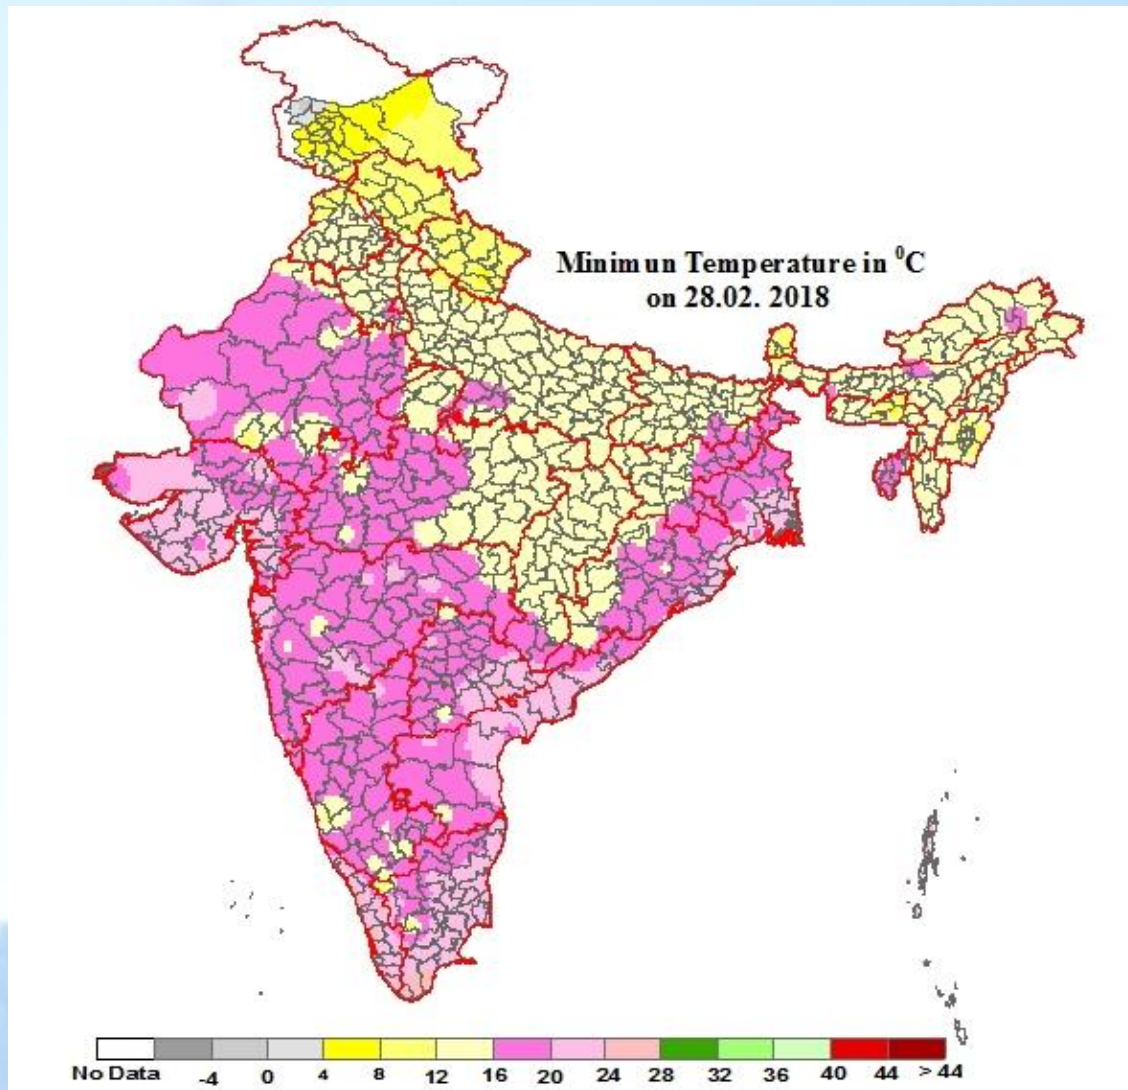 Minimun Temperature in ⁰C
on 28.02. 2018
No Data -4 0 4 8 12 16 20 24 28 32 36 40 44 > 44